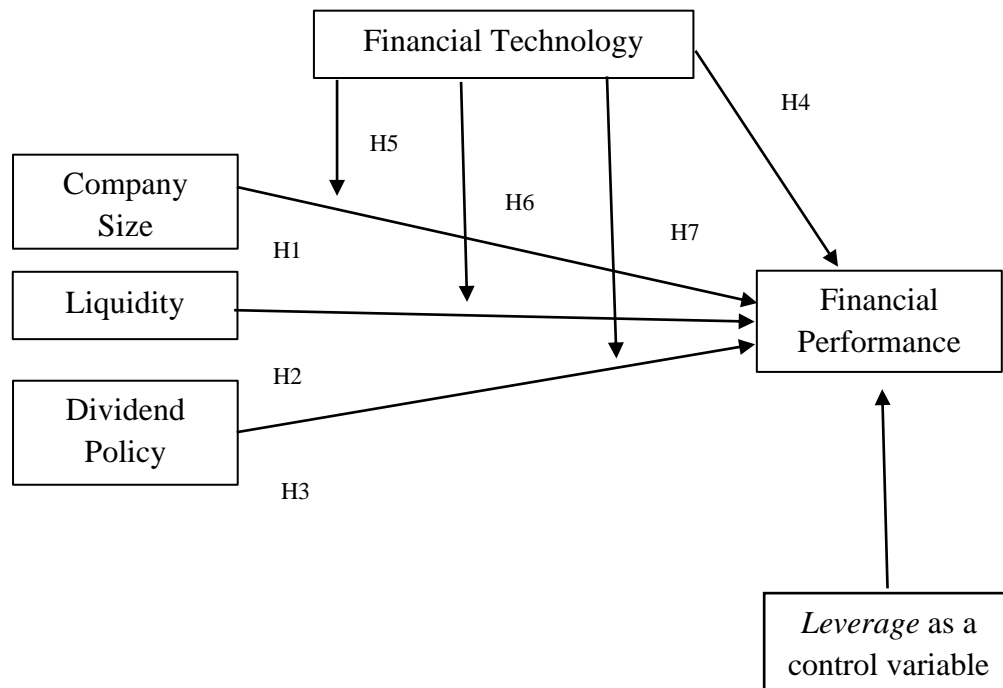 Financial Technology
H4
H5
Company
Size
H6
H7
H1
Liquidity
Financial
Performance
H2
Dividend
Policy
H3
Leverage as a
control variable